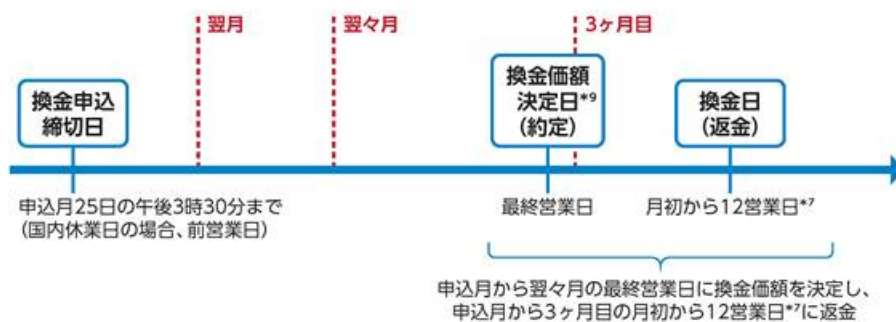 翌月
翌々月
3ヶ月目
換金申込
締切日
換金価額
決定日*9
(約定)
換金日
(返金)
申込月25日の午後3時30分まで
(国内休業日の場合、前営業日)
最終営業日
月初から12営業日*7
申込月から翌々月の最終営業日に換金価額を決定し、
申込月から3ヶ月目の月初から12営業日*7に返金